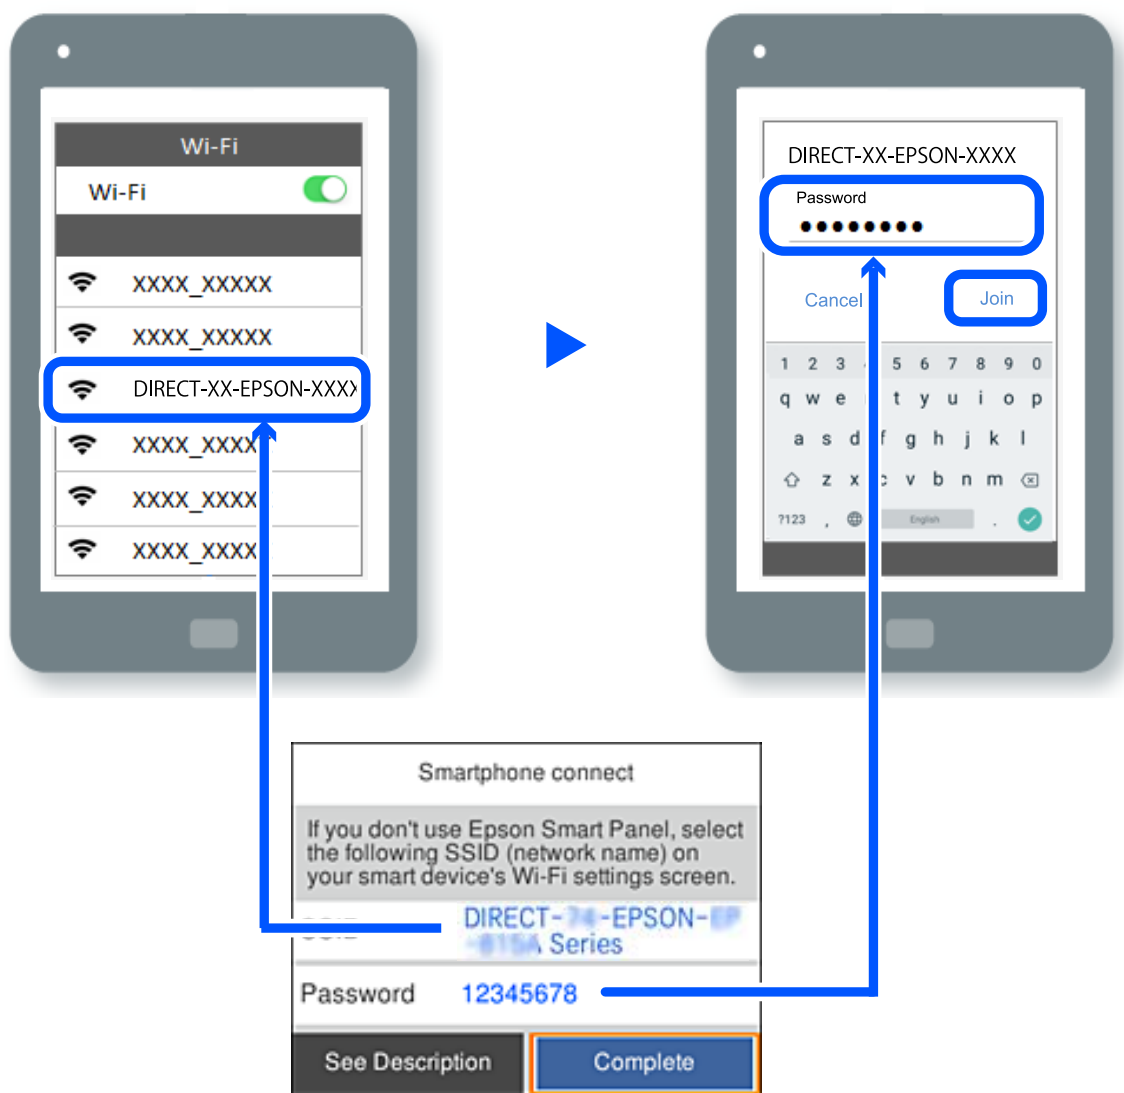 Wi-Fi
Wi-Fi
XXXX_XXXXX
XXXX_XXXXX
DIRECT-XX-EPSON-XXXX
XXXX_XXXX
XXXX_XXXX
XXXX_XXXX
DIRECT-XX-EPSON-XXXX
Password
Cancel
Join
1 2 3 5 6 7 8 9 0
q w e t y u i o p
a s d f g h j k l
z x c v b n m
?123 , English .
Smartphone connect
If you don't use Epson Smart Panel, select
the following SSID (network name) on
your smart device's Wi-Fi settings screen.
DIRECT- -EPSON-
Series
Password 12345678
See Description
Complete